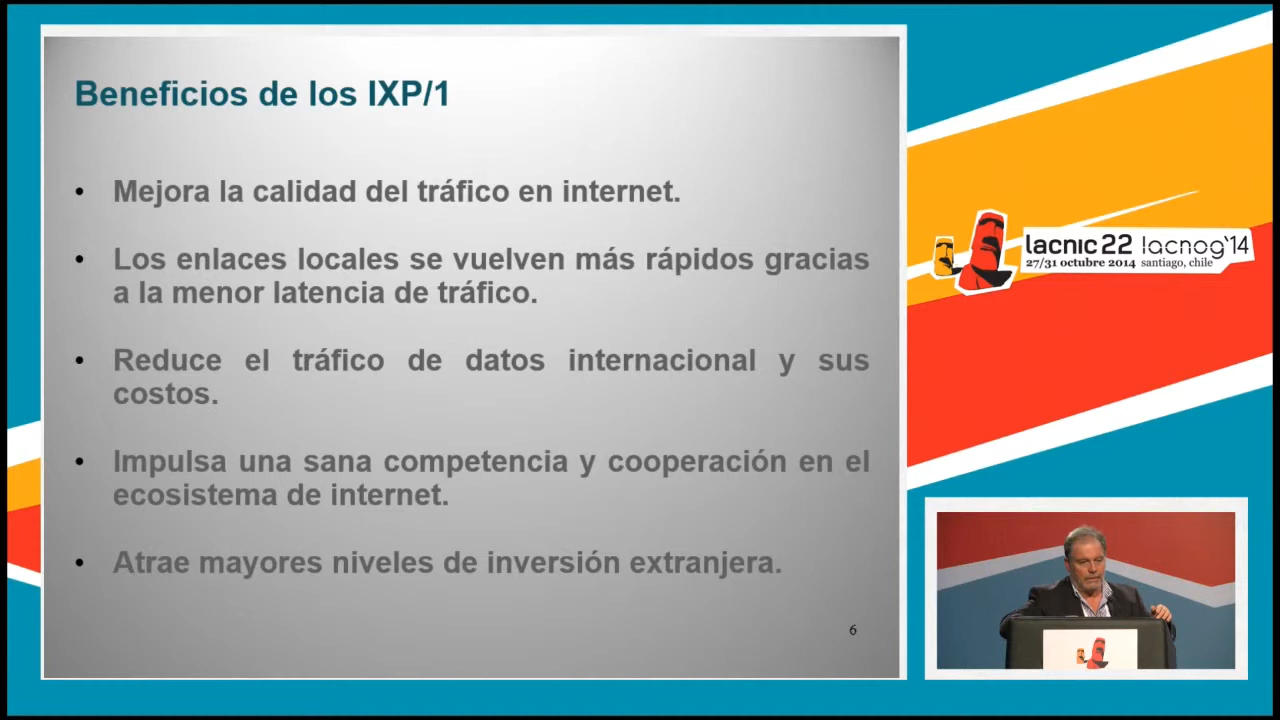 Beneficios de los IXP/1
• Mejora la calidad del tráfico en internet.
• Los enlaces locales se vuelven más rápidos gracias
a la menor latencia de tráfico.
• Reduce el tráfico de datos internacional y sus
costos.
• Impulsa una sana competencia y cooperación en el
ecosistema de internet.
• Atrae mayores niveles de inversión extranjera.
6
lacnic 22 lacnog'14
27/31 octubre 2014 santiago, chile